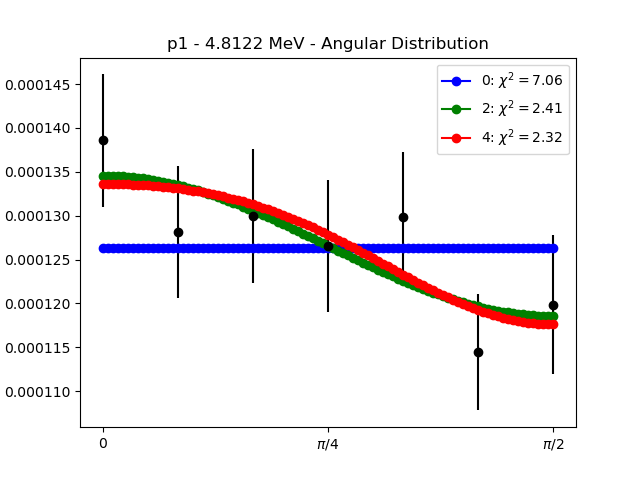 p1 - 4.8122 MeV - Angular Distribution
0: χ² = 7.06
2: χ² = 2.41
4: χ² = 2.32
0.000145
0.000140
0.000135
0.000130
0.000125
0.000120
0.000115
0.000110
0 π/4 π/2